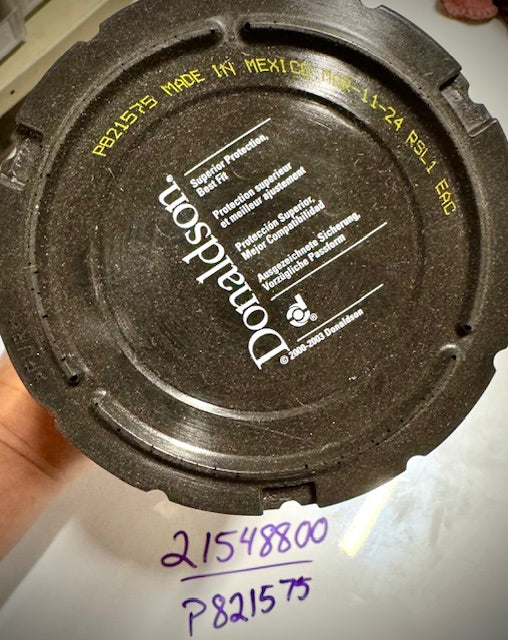 P821575 MADE IN MEXICO MAR-11-24 RSL1 EAC
Superior Protection,
Best Fit
Protection superieur
et meilleur ajustement
Protección Superior,
Mejor Compatibilidad
Ausgezeichnete Sicherung,
Vorzügliche Passform
Donaldson.
®
© 2000-2003 Donaldson
21548800
P821575